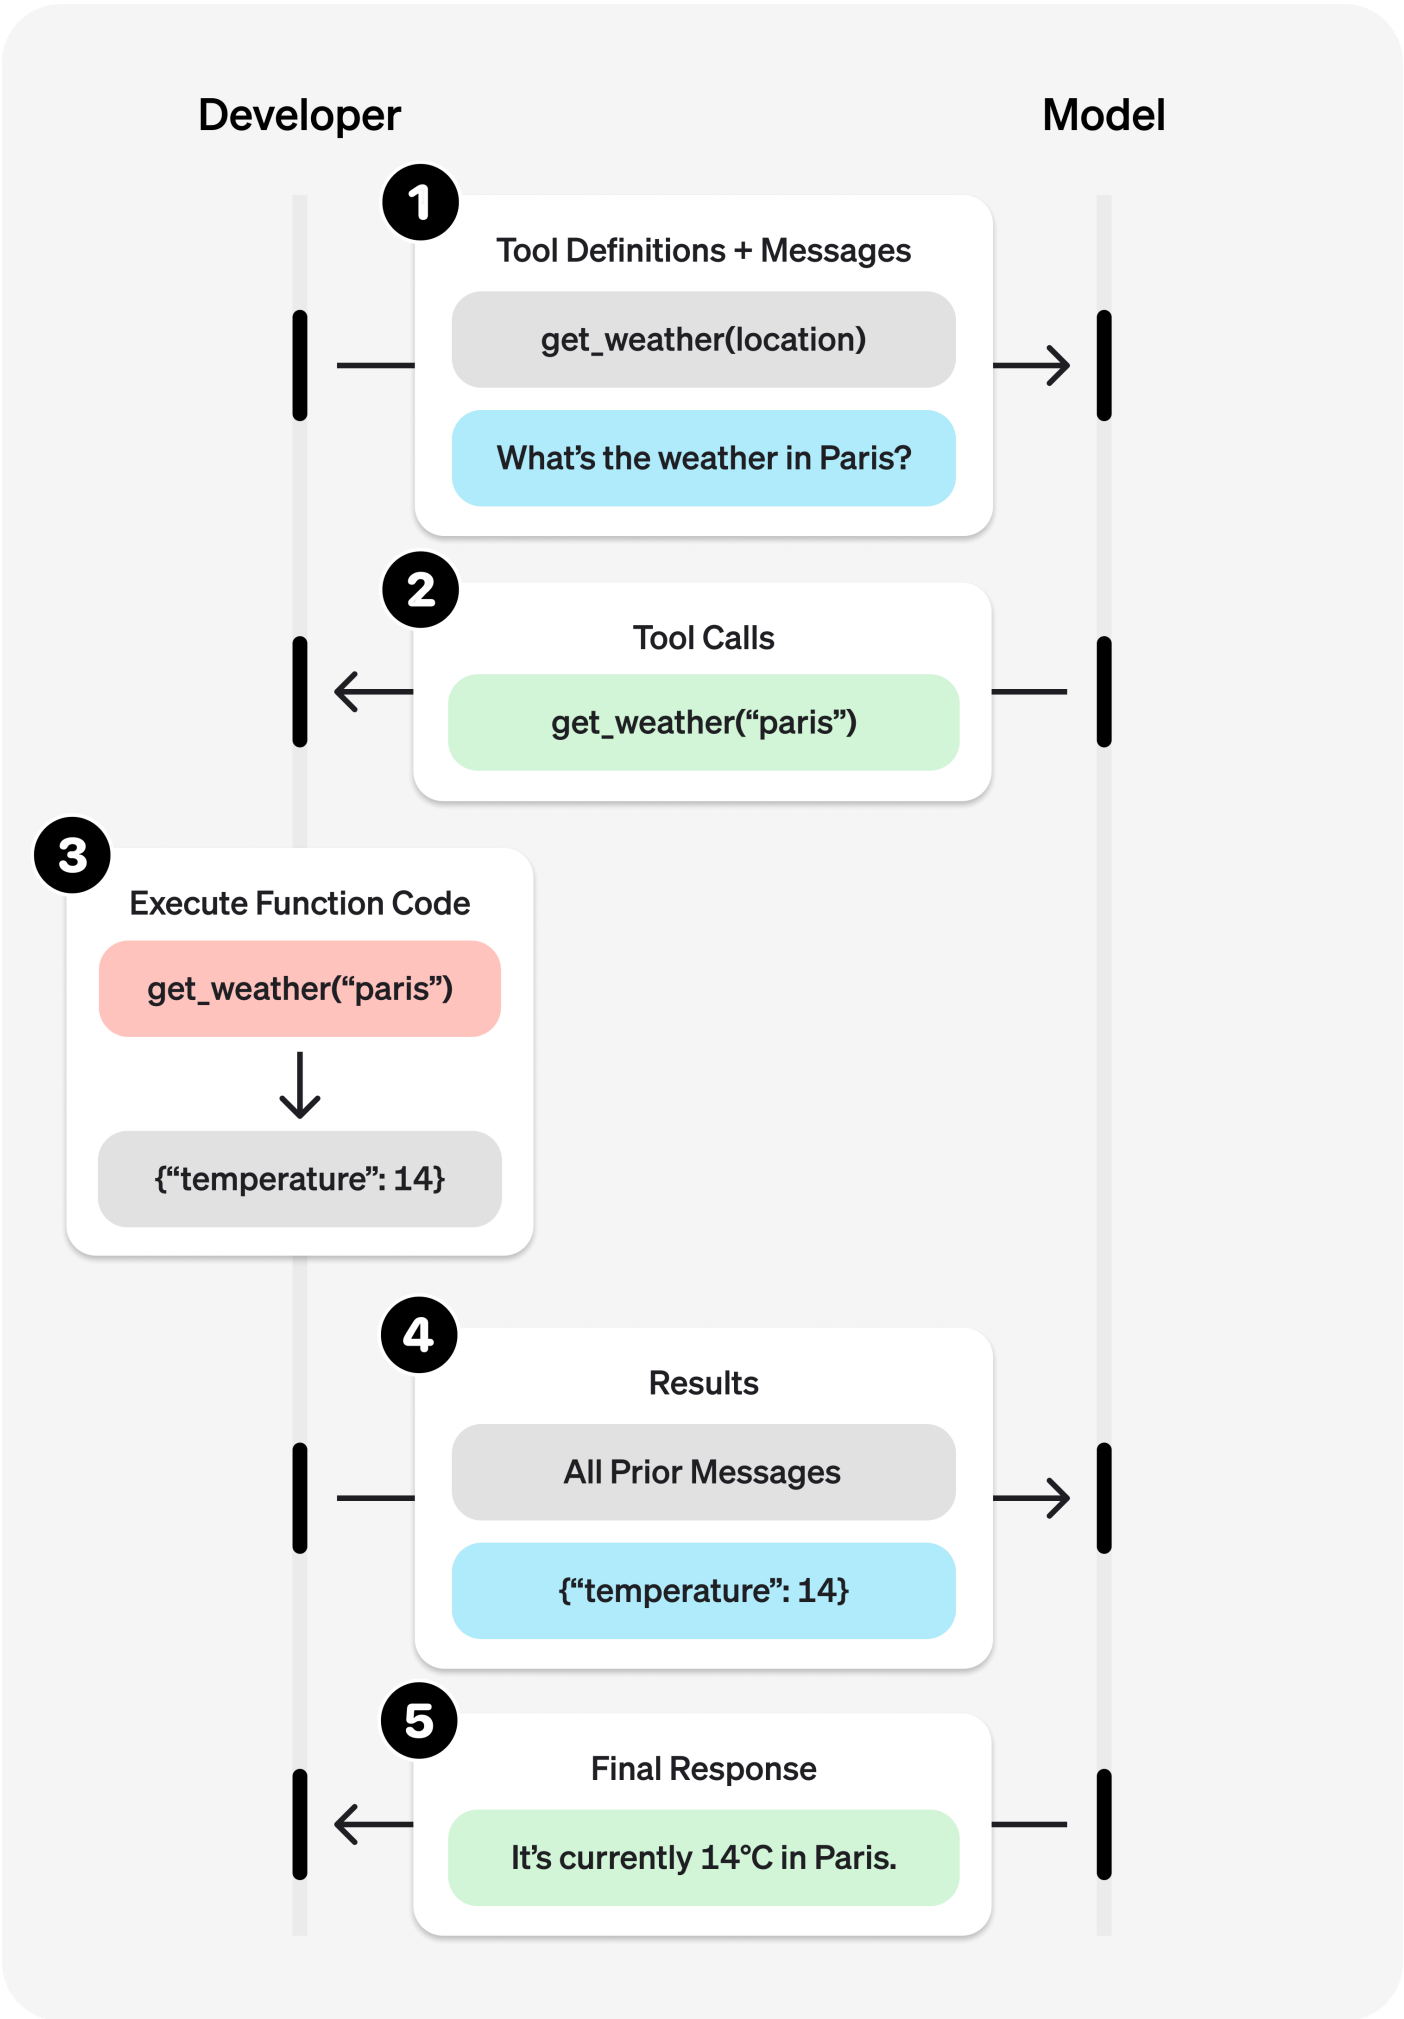 Developer
Model
1
Tool Definitions + Messages
get_weather(location)
What’s the weather in Paris?
2
Tool Calls
get_weather(“paris”)
3
Execute Function Code
get_weather(“paris”)
{“temperature”: 14}
4
Results
All Prior Messages
{“temperature”: 14}
5
Final Response
It’s currently 14°C in Paris.